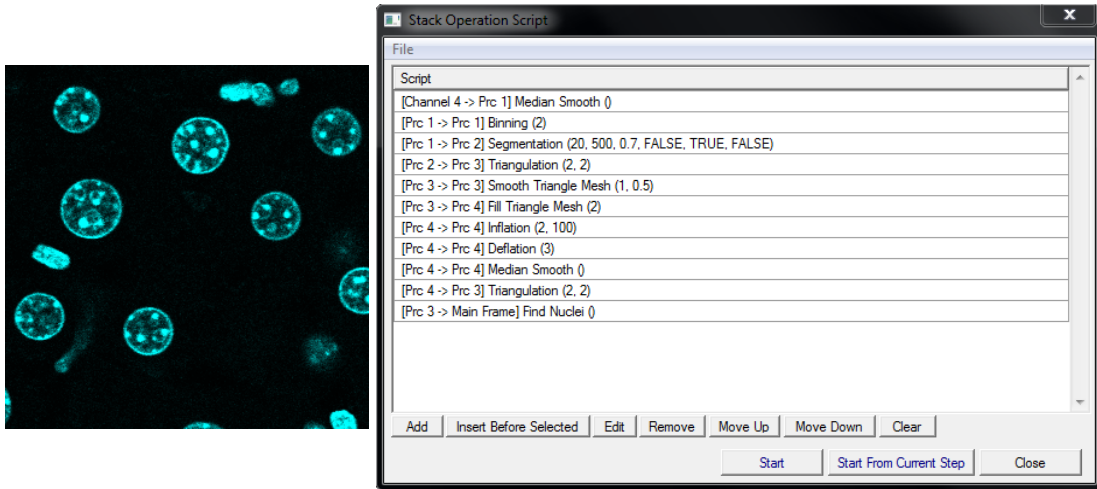 Stack Operation Script
x
File
Script
[Channel 4 -> Prc 1] Median Smooth ()
[Prc 1 -> Prc 1] Binning (2)
[Prc 1 -> Prc 2] Segmentation (20, 500, 0.7, FALSE, TRUE, FALSE)
[Prc 2 -> Prc 3] Triangulation (2, 2)
[Prc 3 -> Prc 3] Smooth Triangle Mesh (1, 0.5)
[Prc 3 -> Prc 4] Fill Triangle Mesh (2)
[Prc 4 -> Prc 4] Inflation (2, 100)
[Prc 4 -> Prc 4] Deflation (3)
[Prc 4 -> Prc 4] Median Smooth ()
[Prc 4 -> Prc 3] Triangulation (2, 2)
[Prc 3 -> Main Frame] Find Nuclei ()
Add Insert Before Selected Edit Remove Move Up Move Down Clear
Start Start From Current Step Close